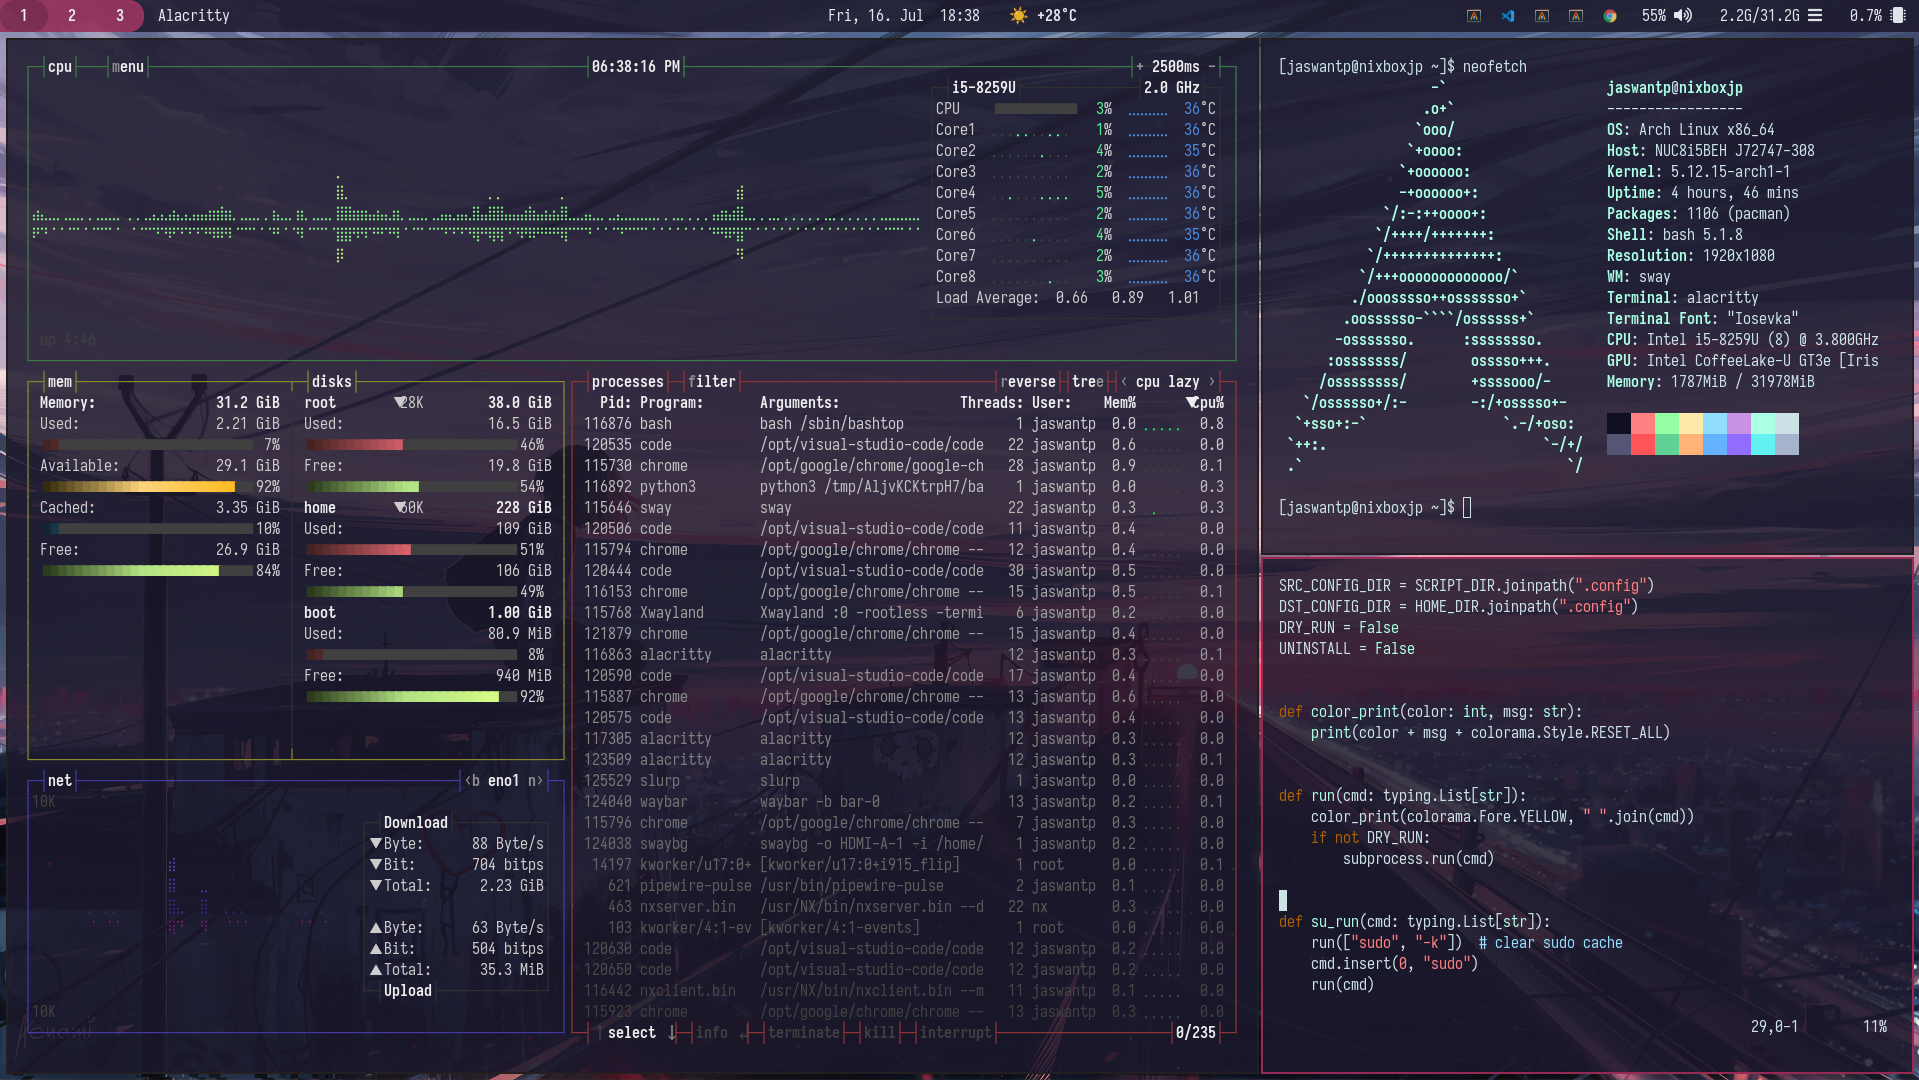 1 2 3 Alacritty
Fri, 16. Jul 18:38 +28°C
55% 2.2G/31.2G 0.7%
cpu menu 06:38:16 PM + 2500ms -
i5-8259U 2.0 GHz
CPU 3% 36°C
Core1 1% 36°C
Core2 4% 35°C
Core3 2% 36°C
Core4 5% 36°C
Core5 2% 36°C
Core6 4% 35°C
Core7 2% 36°C
Core8 3% 36°C
Load Average: 0.66 0.89 1.01
up 4:46
mem
Memory: 31.2 GiB
Used: 2.21 GiB
7%
Available: 29.1 GiB
92%
Cached: 3.35 GiB
10%
Free: 26.9 GiB
84%
disks
root ▼28K 38.0 GiB
Used: 16.5 GiB
46%
Free: 19.8 GiB
54%
home ▼60K 228 GiB
Used: 109 GiB
51%
Free: 106 GiB
49%
boot 1.00 GiB
Used: 80.9 MiB
8%
Free: 940 MiB
92%
net ‹b eno1 n›
10K
Download
▼Byte: 88 Byte/s
▼Bit: 704 bitps
▼Total: 2.23 GiB
▲Byte: 63 Byte/s
▲Bit: 504 bitps
▲Total: 35.3 MiB
Upload
10K
processes filter reverse tree ‹ cpu lazy ›
Pid: Program: Arguments: Threads: User: Mem% ▼Cpu%
116876 bash bash /sbin/bashtop 1 jaswantp 0.0 0.8
120535 code /opt/visual-studio-code/code 22 jaswantp 0.6 0.0
115730 chrome /opt/google/chrome/google-ch 28 jaswantp 0.9 0.1
116892 python3 python3 /tmp/AljvKCKtrpH7/ba 1 jaswantp 0.0 0.3
115646 sway sway 22 jaswantp 0.3 0.3
120506 code /opt/visual-studio-code/code 11 jaswantp 0.4 0.0
115794 chrome /opt/google/chrome/chrome -- 12 jaswantp 0.4 0.0
120444 code /opt/visual-studio-code/code 30 jaswantp 0.5 0.0
116153 chrome /opt/google/chrome/chrome -- 15 jaswantp 0.5 0.1
115768 Xwayland Xwayland :0 -rootless -termi 6 jaswantp 0.2 0.0
121879 chrome /opt/google/chrome/chrome -- 15 jaswantp 0.4 0.0
116863 alacritty alacritty 12 jaswantp 0.3 0.1
120590 code /opt/visual-studio-code/code 17 jaswantp 0.4 0.0
115887 chrome /opt/google/chrome/chrome -- 13 jaswantp 0.6 0.0
120575 code /opt/visual-studio-code/code 13 jaswantp 0.4 0.0
117305 alacritty alacritty 12 jaswantp 0.3 0.0
123509 alacritty alacritty 12 jaswantp 0.3 0.1
125529 slurp slurp 1 jaswantp 0.0 0.0
124040 waybar waybar -b bar-0 13 jaswantp 0.2 0.1
115796 chrome /opt/google/chrome/chrome -- 7 jaswantp 0.3 0.0
124038 swaybg swaybg -o HDMI-A-1 -i /home/ 1 jaswantp 0.2 0.0
14197 kworker/u17:0+ [kworker/u17:0+i915_flip] 1 root 0.0 0.1
621 pipewire-pulse /usr/bin/pipewire-pulse 2 jaswantp 0.1 0.0
463 nxserver.bin /usr/NX/bin/nxserver.bin --d 22 nx 0.3 0.0
103 kworker/4:1-ev [kworker/4:1-events] 1 root 0.0 0.0
120630 code /opt/visual-studio-code/code 12 jaswantp 0.2 0.0
120650 code /opt/visual-studio-code/code 12 jaswantp 0.2 0.0
116442 nxclient.bin /usr/NX/bin/nxclient.bin --m 11 jaswantp 0.1 0.0
115923 chrome /opt/google/chrome/chrome -- 12 jaswantp 0.3 0.0
↑ select ↓ info ↲ terminate kill interrupt 0/235
[jaswantp@nixboxjp ~]$ neofetch
-`
.o+`
`ooo/
`+oooo:
`+oooooo:
-+oooooo+:
`/:-:++oooo+:
`/++++/+++++++:
`/++++++++++++++:
`/+++ooooooooooooo/`
./ooosssso++osssssso+`
.oossssso-````/ossssss+`
-osssssso. :ssssssso.
:osssssss/ osssso+++.
/ossssssss/ +ssssooo/-
`/ossssso+/:- -:/+osssso+-
`+sso+:-` `.-/+oso:
`++:. `-/+/
.` `/
jaswantp@nixboxjp
-----------------
OS: Arch Linux x86_64
Host: NUC8i5BEH J72747-308
Kernel: 5.12.15-arch1-1
Uptime: 4 hours, 46 mins
Packages: 1106 (pacman)
Shell: bash 5.1.8
Resolution: 1920x1080
WM: sway
Terminal: alacritty
Terminal Font: "Iosevka"
CPU: Intel i5-8259U (8) @ 3.800GHz
GPU: Intel CoffeeLake-U GT3e [Iris
Memory: 1787MiB / 31978MiB
[jaswantp@nixboxjp ~]$
SRC_CONFIG_DIR = SCRIPT_DIR.joinpath(".config")
DST_CONFIG_DIR = HOME_DIR.joinpath(".config")
DRY_RUN = False
UNINSTALL = False
def color_print(color: int, msg: str):
print(color + msg + colorama.Style.RESET_ALL)
def run(cmd: typing.List[str]):
color_print(colorama.Fore.YELLOW, " ".join(cmd))
if not DRY_RUN:
subprocess.run(cmd)
def su_run(cmd: typing.List[str]):
run(["sudo", "-k"]) # clear sudo cache
cmd.insert(0, "sudo")
run(cmd)
29,0-1 11%